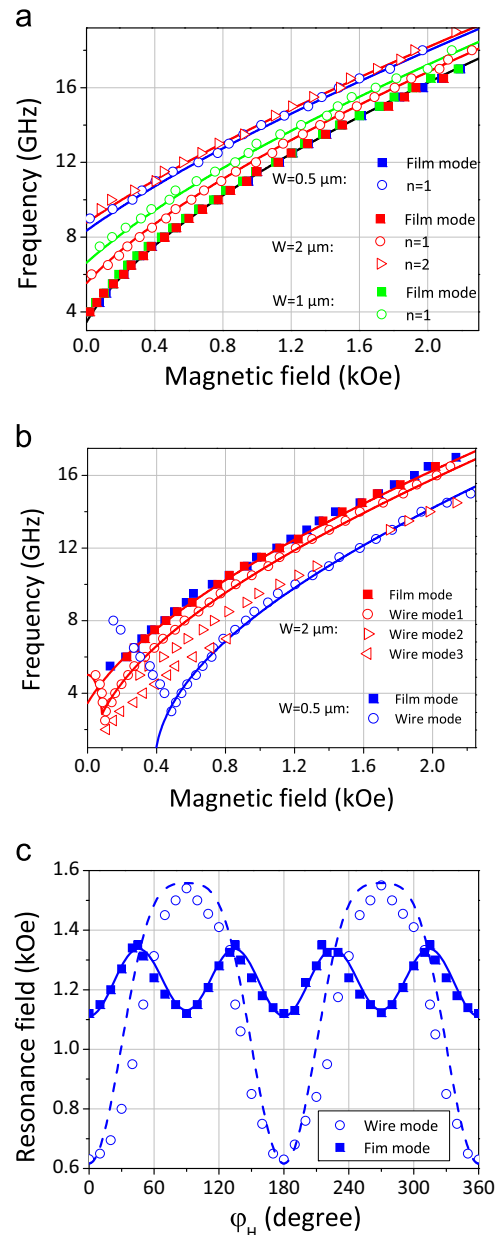 a
Frequency (GHz)
16
12
8
4
Film mode
W=0.5 μm:
n=1
Film mode
n=1
W=2 μm:
n=2
Film mode
W=1 μm:
n=1
0.0 0.4 0.8 1.2 1.6 2.0
Magnetic field (kOe)
b
Frequency (GHz)
16
12
8
4
Film mode
Wire mode1
W=2 μm:
Wire mode2
Wire mode3
Film mode
W=0.5 μm:
Wire mode
0.0 0.4 0.8 1.2 1.6 2.0
Magnetic field (kOe)
c
Resonance field (kOe)
1.6
1.4
1.2
1.0
0.8
0.6
Wire mode
Fim mode
0 60 120 180 240 300 360
φH (degree)